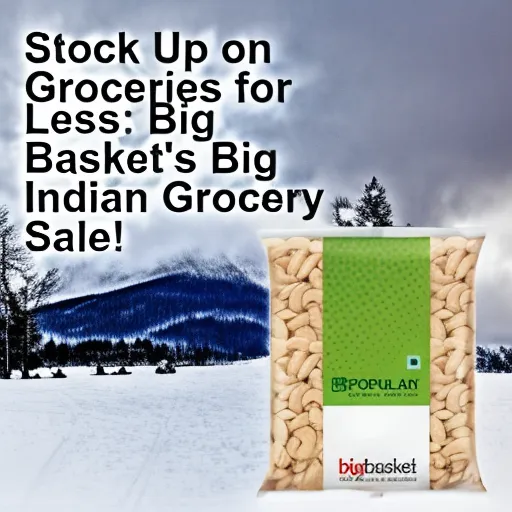 Stock Up on
Groceries for
Less: Big
Basket's Big
Indian Grocery
Sale!
POPULAR
bigbasket